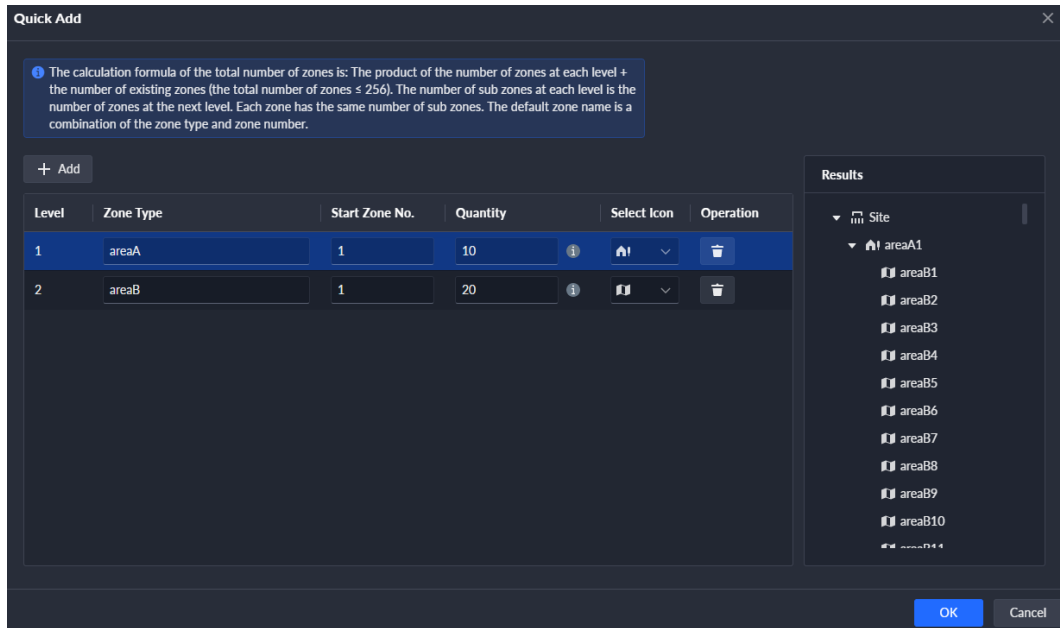 Quick Add
The calculation formula of the total number of zones is: The product of the number of zones at each level +
the number of existing zones (the total number of zones ≤ 256). The number of sub zones at each level is the
number of zones at the next level. Each zone has the same number of sub zones. The default zone name is a
combination of the zone type and zone number.
+ Add
Level Zone Type Start Zone No. Quantity Select Icon Operation
1 areaA 1 10
2 areaB 1 20
Results
Site
areaA1
areaB1
areaB2
areaB3
areaB4
areaB5
areaB6
areaB7
areaB8
areaB9
areaB10
areaB11
OK Cancel